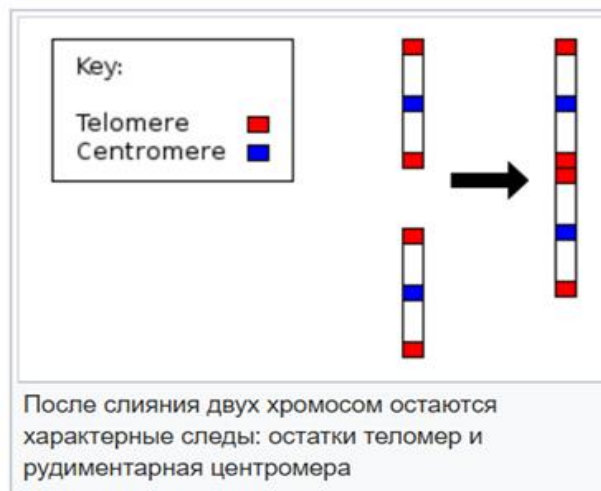 Key:
Telomere
Centromere
После слияния двух хромосом остаются
характерные следы: остатки теломер и
рудиментарная центромера